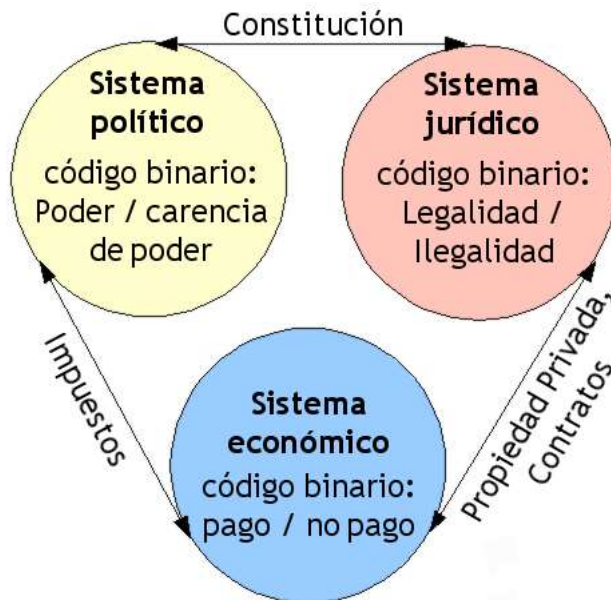 Constitución
Sistema
político
código binario:
Poder / carencia
de poder
Sistema
jurídico
código binario:
Legalidad /
Ilegalidad
Impuestos
Propiedad Privada,
Contratos
Sistema
económico
código binario:
pago / no pago